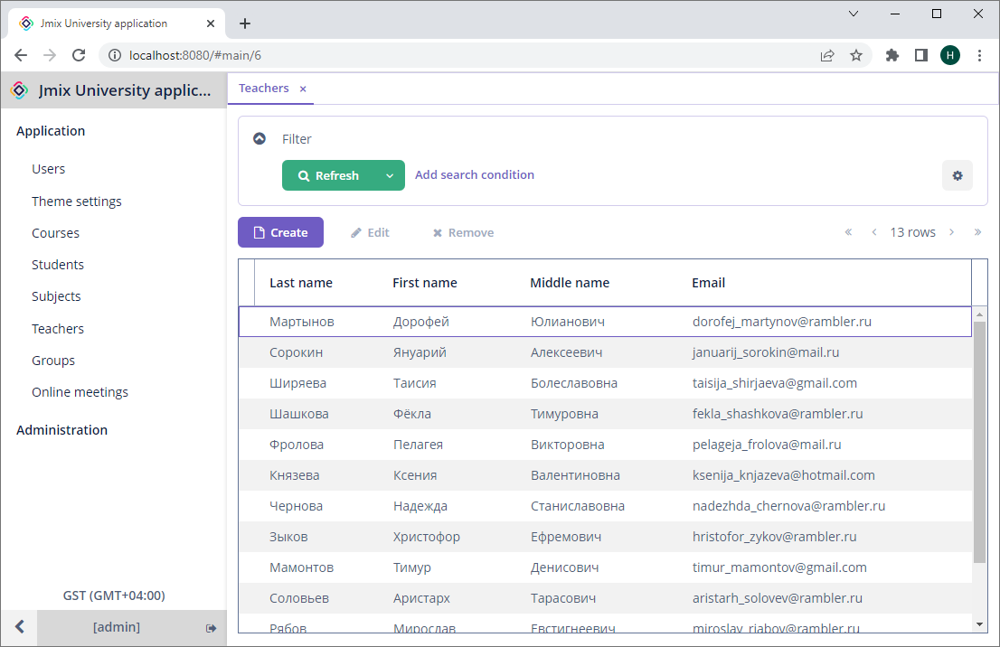 Jmix University application
localhost:8080/#main/6
H
Jmix University applic...
Teachers
Application
Users
Theme settings
Courses
Students
Subjects
Teachers
Groups
Online meetings
Administration
GST (GMT+04:00)
[admin]
Filter
Refresh Add search condition
Create Edit Remove 13 rows
Last name First name Middle name Email
Мартынов Дорофей Юлианович dorofej_martynov@rambler.ru
Сорокин Януарий Алексеевич januarij_sorokin@mail.ru
Ширяева Таисия Болеславовна taisija_shirjaeva@gmail.com
Шашкова Фёкла Тимуровна fekla_shashkova@rambler.ru
Фролова Пелагея Викторовна pelageja_frolova@mail.ru
Князева Ксения Валентиновна ksenija_knjazeva@hotmail.com
Чернова Надежда Станиславовна nadezhda_chernova@rambler.ru
Зыков Христофор Ефремович hristofor_zykov@rambler.ru
Мамонтов Тимур Денисович timur_mamontov@gmail.com
Соловьев Аристарх Тарасович aristarh_solovev@rambler.ru
Рябов Мирослав Евстигнеевич miroslav_rjabov@rambler.ru